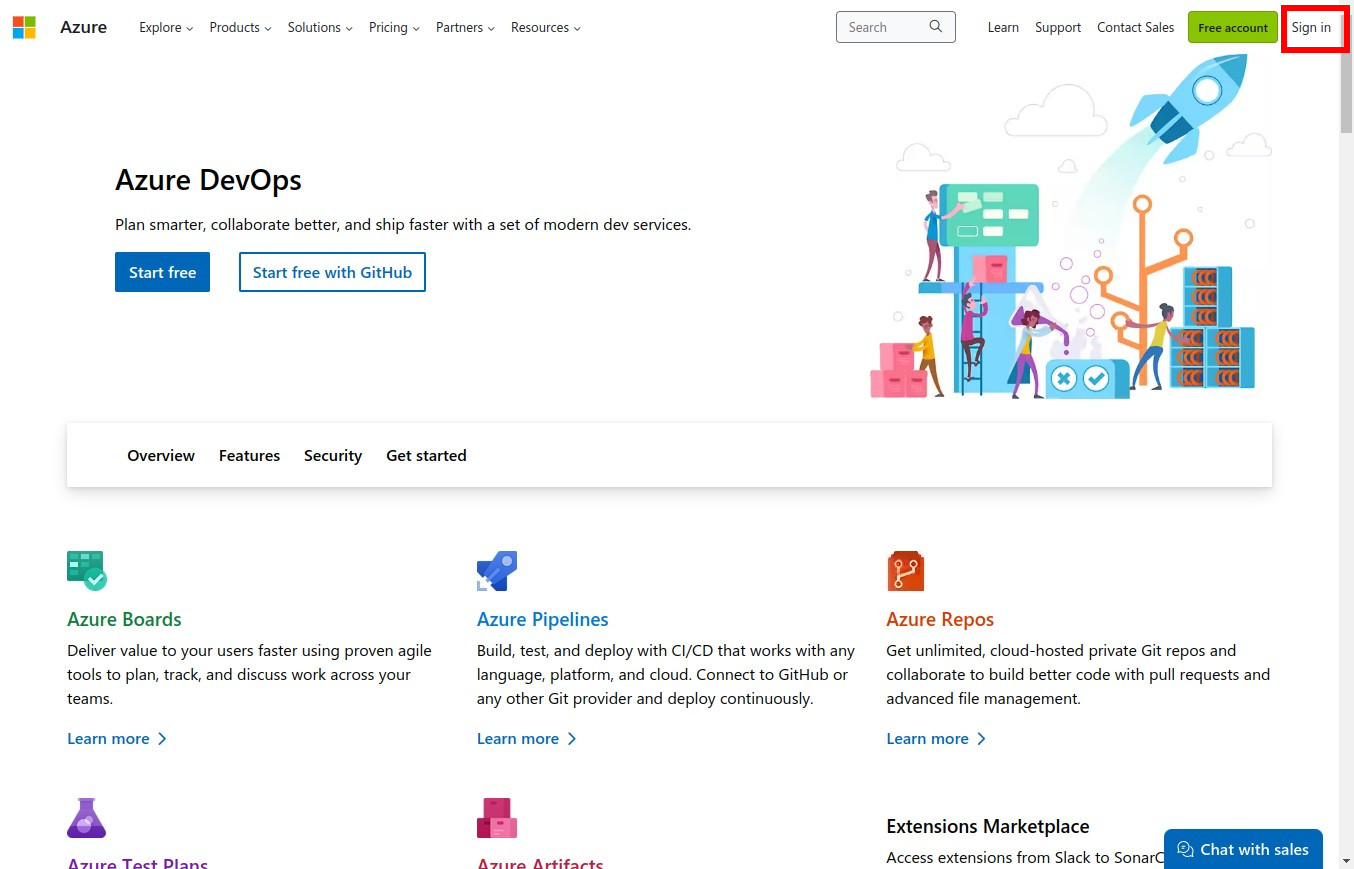 Azure Explore Products Solutions Pricing Partners Resources Search Learn Support Contact Sales Free account Sign in
Azure DevOps
Plan smarter, collaborate better, and ship faster with a set of modern dev services.
Start free Start free with GitHub
Overview Features Security Get started
Azure Boards
Deliver value to your users faster using proven agile
tools to plan, track, and discuss work across your
teams.
Learn more
Azure Pipelines
Build, test, and deploy with CI/CD that works with any
language, platform, and cloud. Connect to GitHub or
any other Git provider and deploy continuously.
Learn more
Azure Repos
Get unlimited, cloud-hosted private Git repos and
collaborate to build better code with pull requests and
advanced file management.
Learn more
Azure Test Plans
Azure Artifacts
Extensions Marketplace
Access extensions from Slack to SonarC
Chat with sales